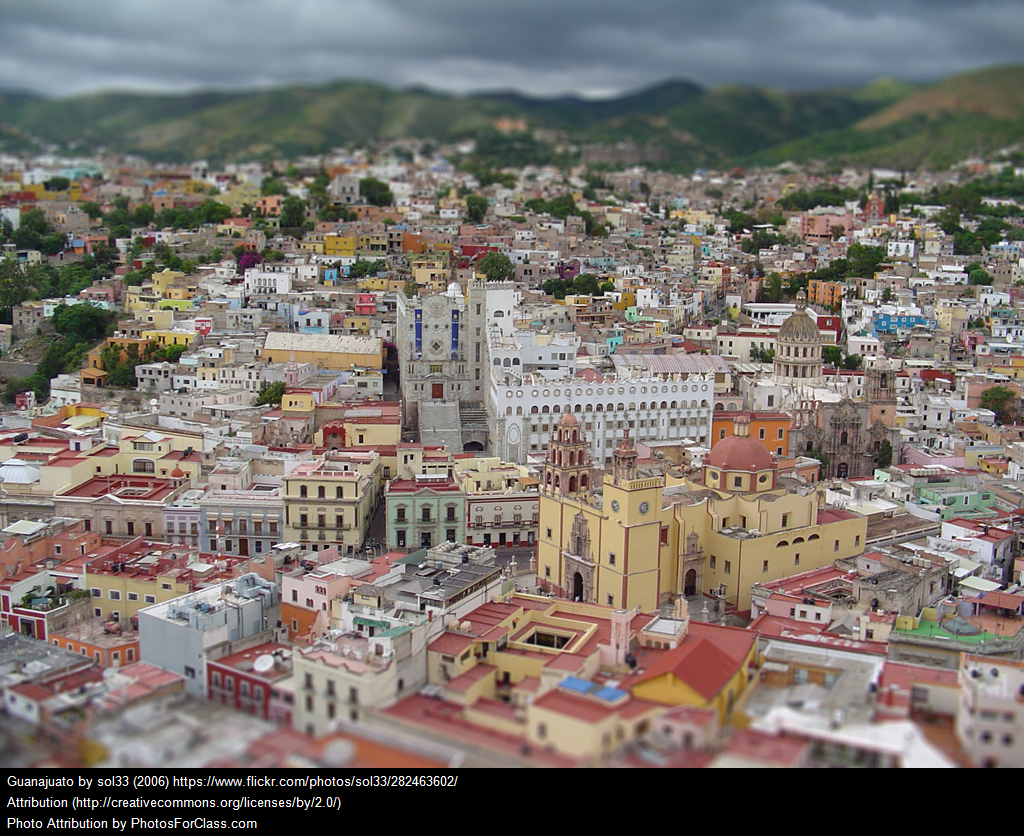 Guanajuato by sol33 (2006) https://www.flickr.com/photos/sol33/282463602/
Attribution (http://creativecommons.org/licenses/by/2.0/)
Photo Attribution by PhotosForClass.com